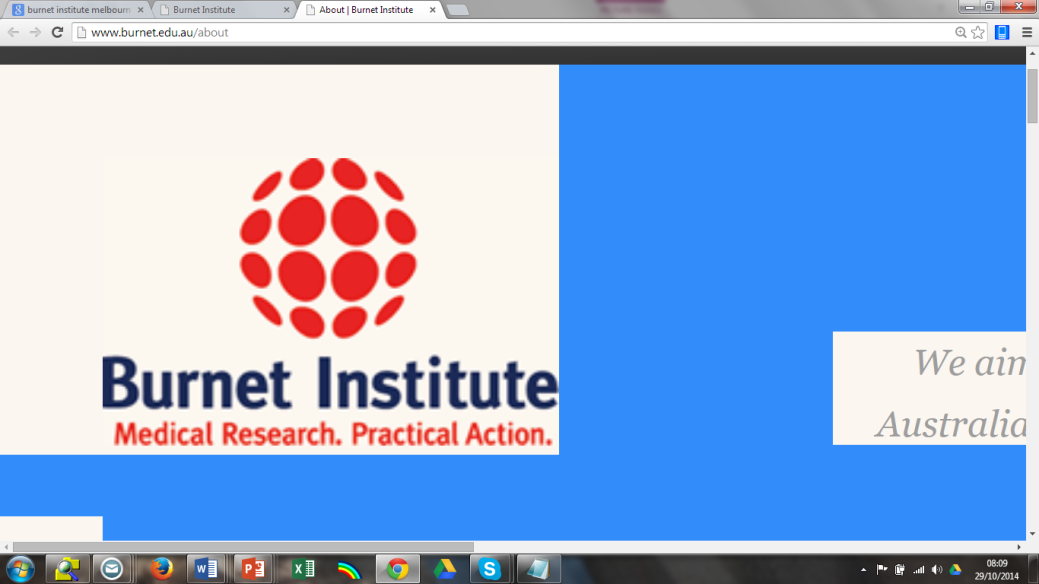 burnet institute melbourn
Burnet Institute
About | Burnet Institute
www.burnet.edu.au/about
Burnet Institute
Medical Research. Practical Action.
We aim
Australia
08:09
29/10/2014